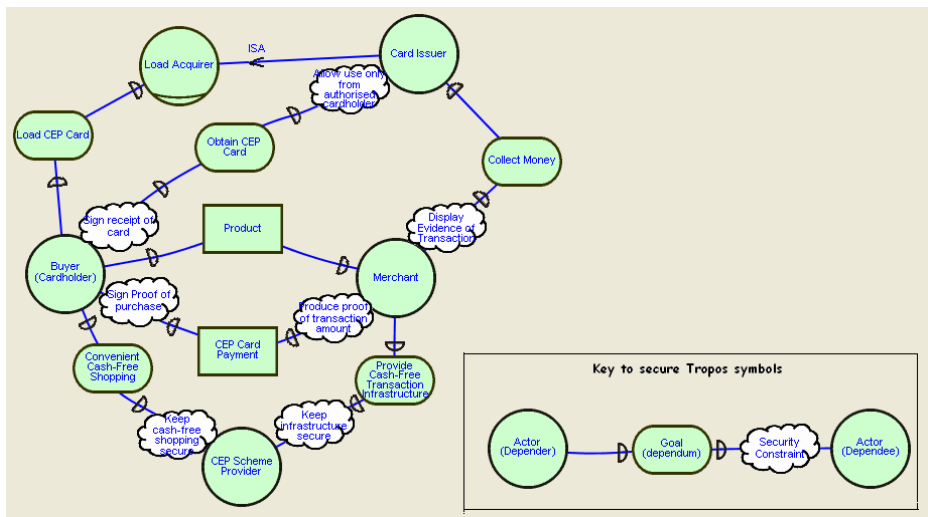 ISA
Load Acquirer
Card Issuer
Allow use only
from
authorised
cardholder
Load CEP Card
Obtain CEP
Card
Collect Money
Sign receipt of
card
Product
Display
Evidence of
Transaction
Buyer
(Cardholder)
Merchant
Sign Proof of
purchase
Produce proof
of transaction
amount
CEP Card
Payment
Convenient
Cash-Free
Shopping
Provide
Cash-Free
Transaction
Infrastructure
Keep
cash-free
shopping
secure
Keep
infrastructure
secure
CEP Scheme
Provider
Key to secure Tropos symbols
Actor
(Depender)
Goal
(dependum)
Security
Constraint
Actor
(Dependee)